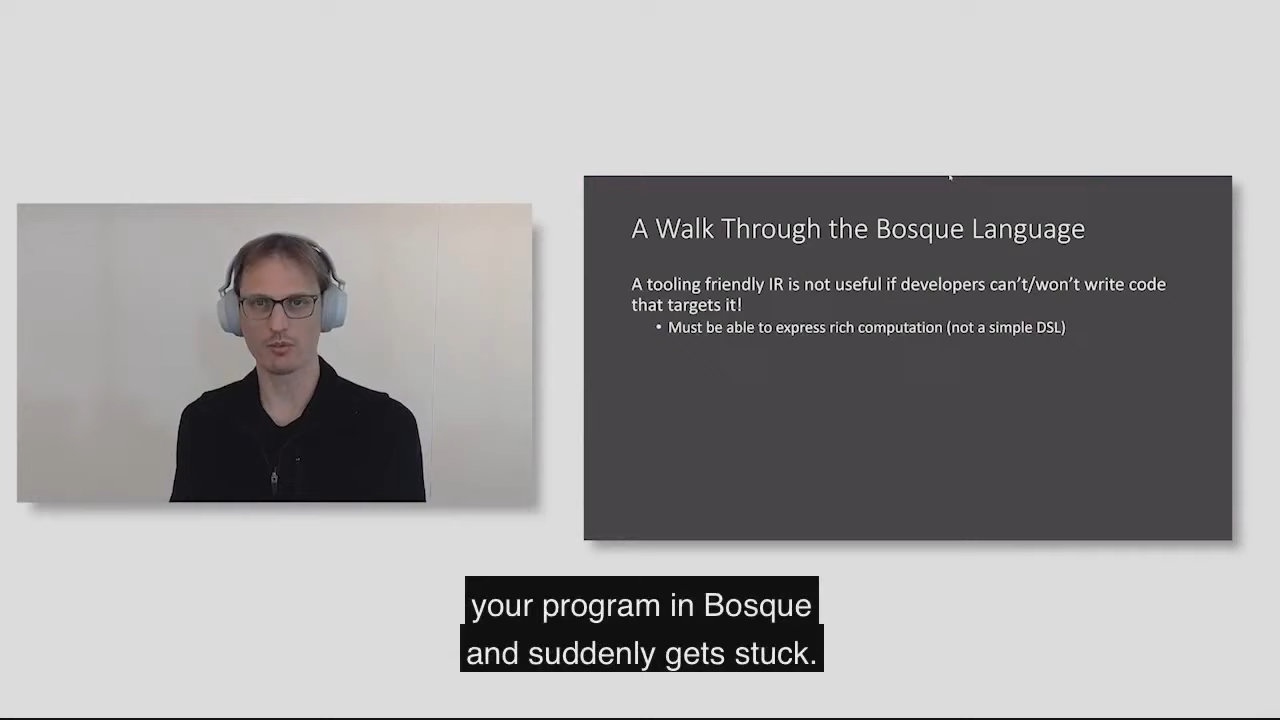 A Walk Through the Bosque Language
A tooling friendly IR is not useful if developers can't/won't write code
that targets it!
• Must be able to express rich computation (not a simple DSL)
your program in Bosque
and suddenly gets stuck.